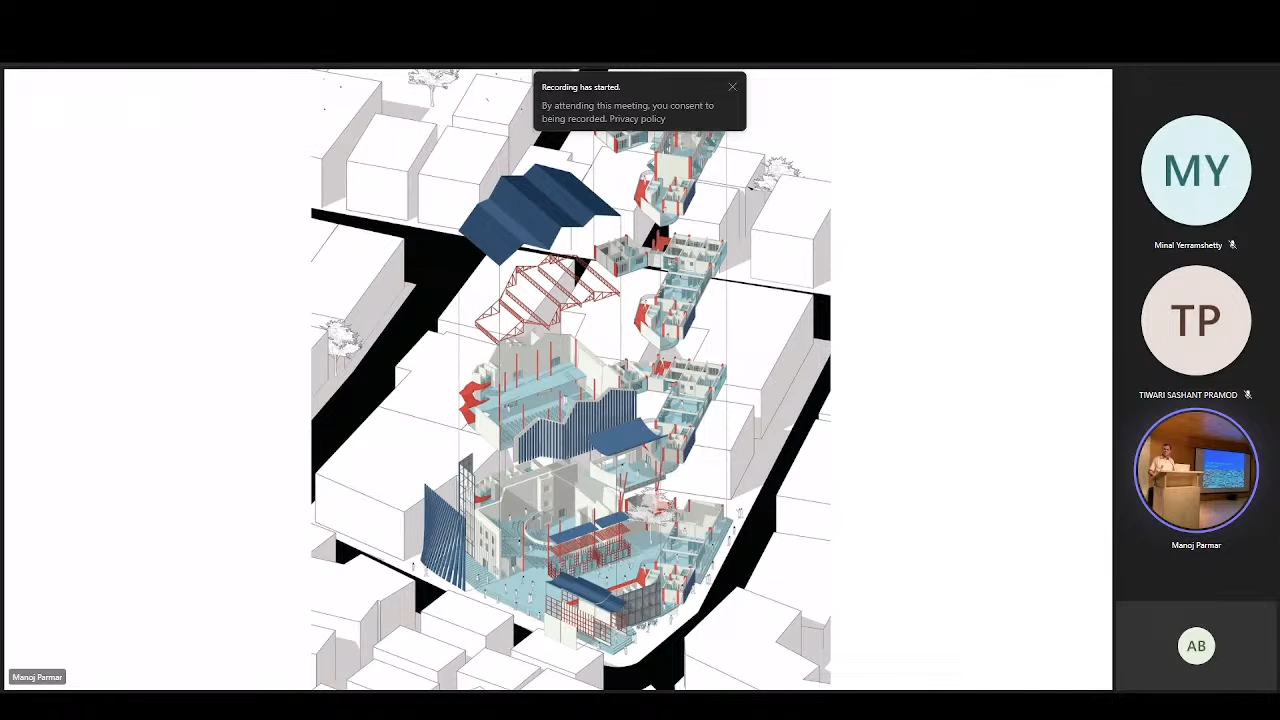 Recording has started.
By attending this meeting, you consent to
being recorded. Privacy policy
MY
Minal Yerramshetty
TP
TIWARI SASHANT PRAMOD
Manoj Parmar
AB
Manoj Parmar